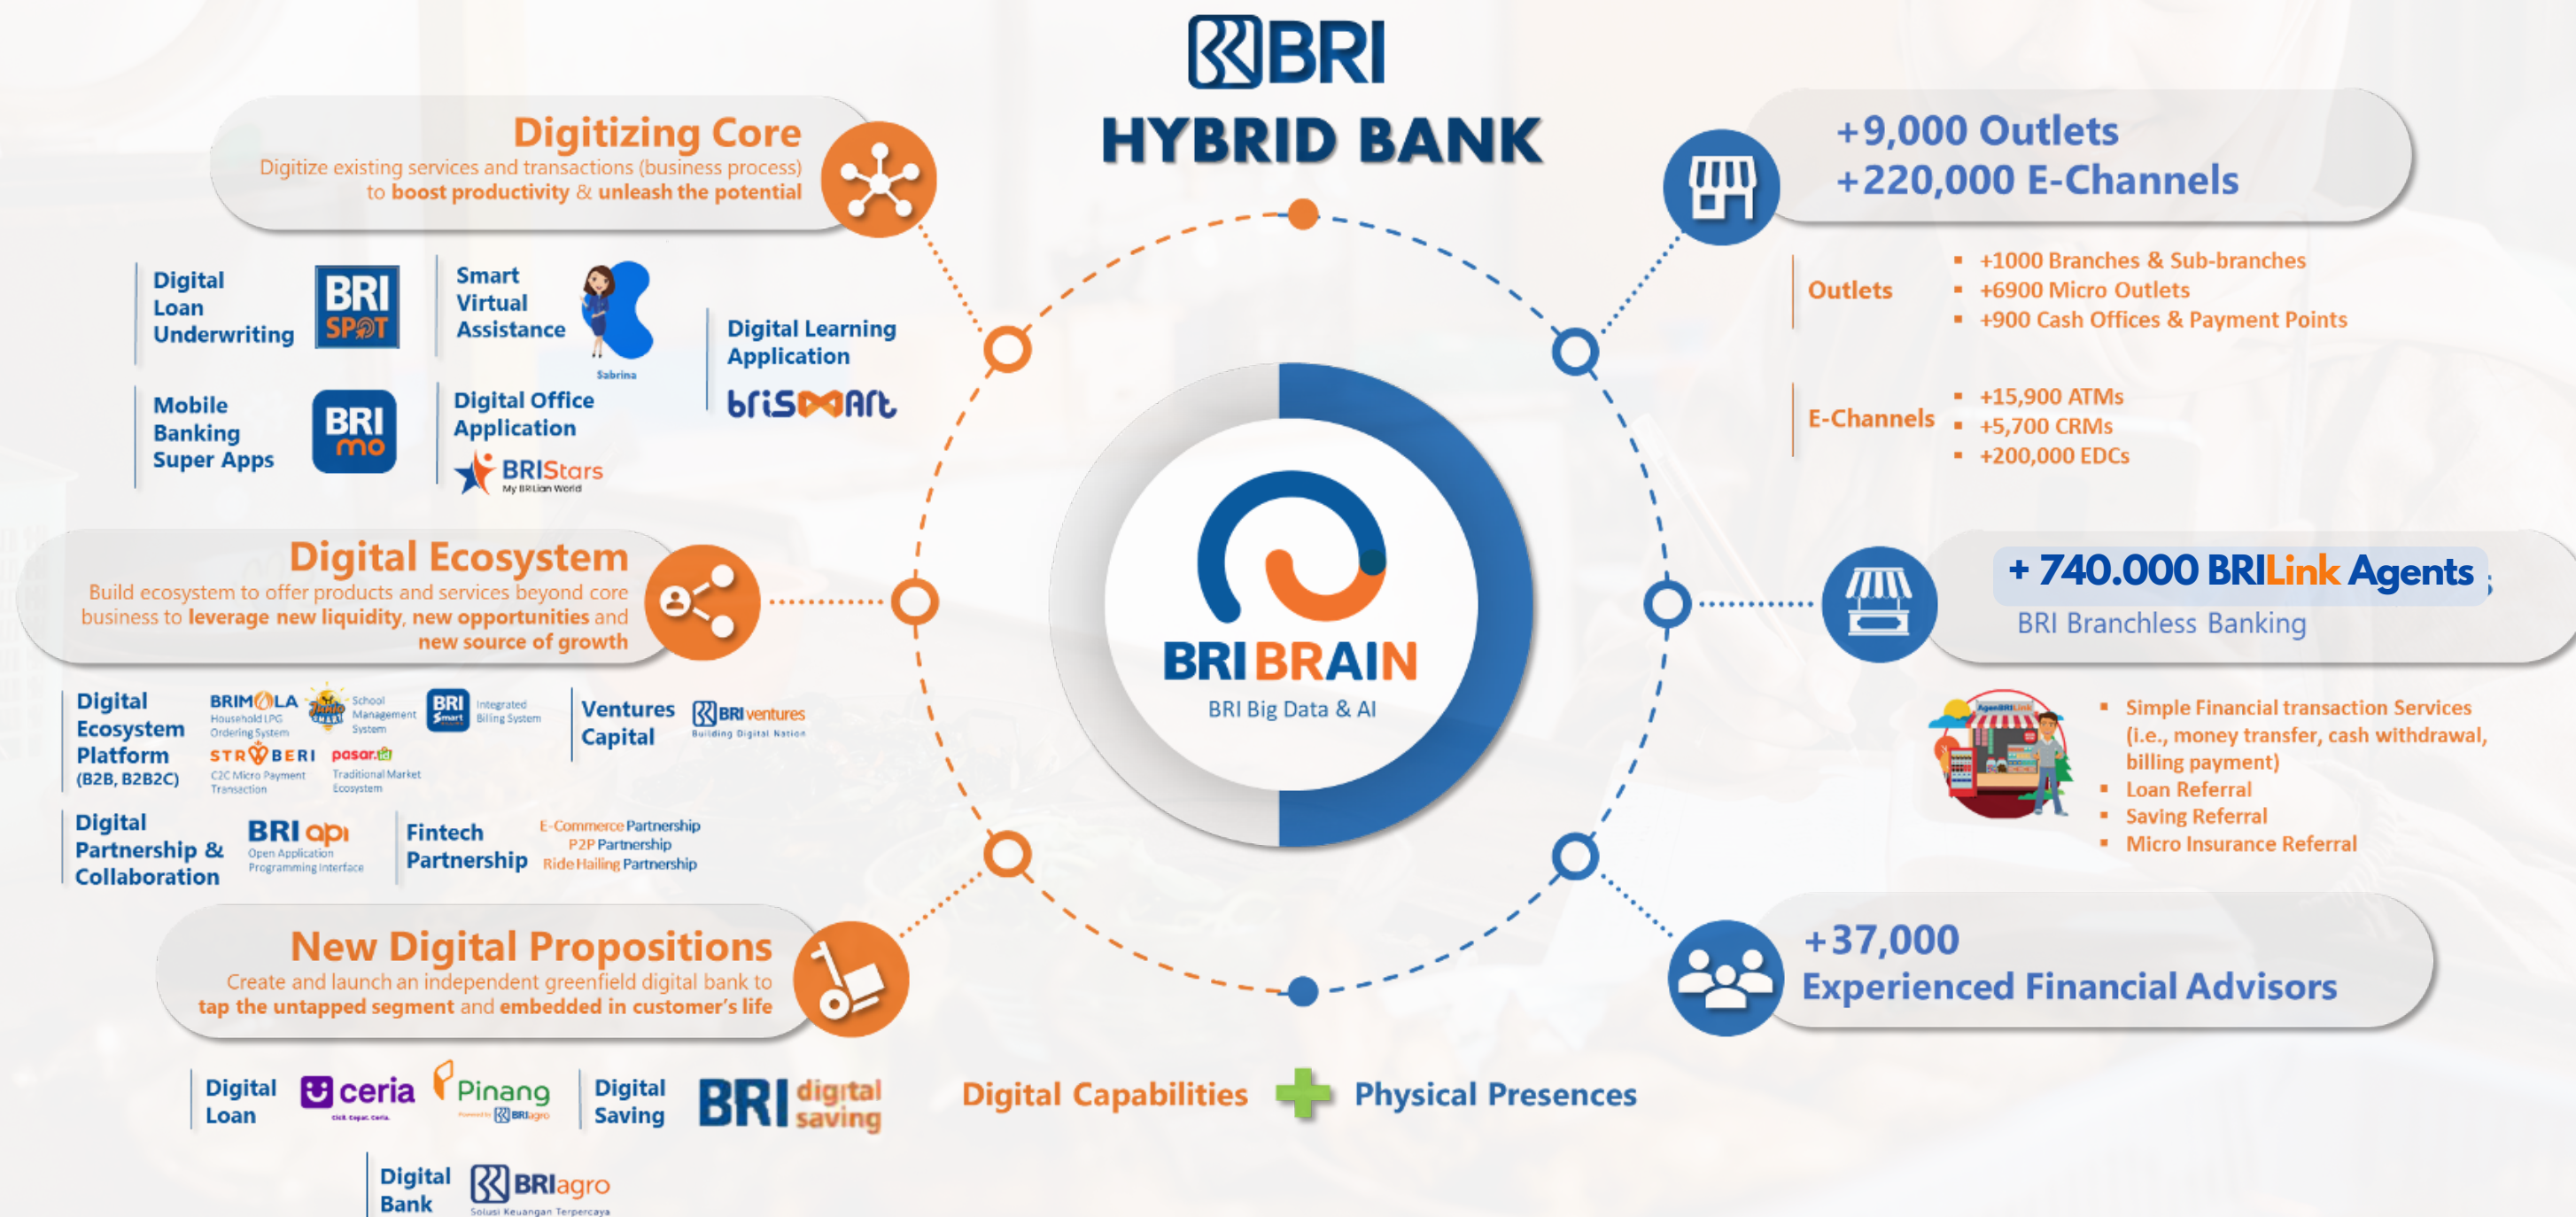 BRI
HYBRID BANK
Digitizing Core
Digitize existing services and transactions (business process)
to boost productivity & unleash the potential
Digital
Loan
Underwriting
BRI
SPOT
Smart
Virtual
Assistance
Sabrina
Digital Learning
Application
briSMArt
Mobile
Banking
Super Apps
BRI
mo
Digital Office
Application
BRIStars
My BRILian World
Digital Ecosystem
Build ecosystem to offer products and services beyond core
business to leverage new liquidity, new opportunities and
new source of growth
Digital
Ecosystem
Platform
(B2B, B2B2C)
BRIMOLA
Household LPG
Ordering System
Junio
SMART
School
Management
System
BRI
Smart
Integrated
Biling System
STROBERI
C2C Micro Payment
Transaction
pasar.id
Traditional Market
Ecosystem
Ventures
Capital
BRI ventures
Building Digital Nation
Digital
Partnership &
Collaboration
BRI api
Open Application
Programming Interface
Fintech
Partnership
E-Commerce Partnership
P2P Partnership
Ride Hailing Partnership
New Digital Propositions
Create and launch an independent greenfield digital bank to
tap the untapped segment and embedded in customer's life
Digital
Loan
ceria
Cicil. Cepat. Ceria.
Pinang
Powered by BRIagro
Digital
Saving
BRI digital
saving
Digital
Bank
BRIagro
Solusi Keuangan Terpercaya
BRIBRAIN
BRI Big Data & AI
Digital Capabilities
Physical Presences
+9,000 Outlets
+220,000 E-Channels
Outlets
▪ +1000 Branches & Sub-branches
▪ +6900 Micro Outlets
▪ +900 Cash Offices & Payment Points
E-Channels
▪ +15,900 ATMs
▪ +5,700 CRMs
▪ +200,000 EDCs
+ 740.000 BRILink Agents
BRI Branchless Banking
AgenBRILink
▪ Simple Financial transaction Services
(i.e., money transfer, cash withdrawal,
billing payment)
▪ Loan Referral
▪ Saving Referral
▪ Micro Insurance Referral
+37,000
Experienced Financial Advisors